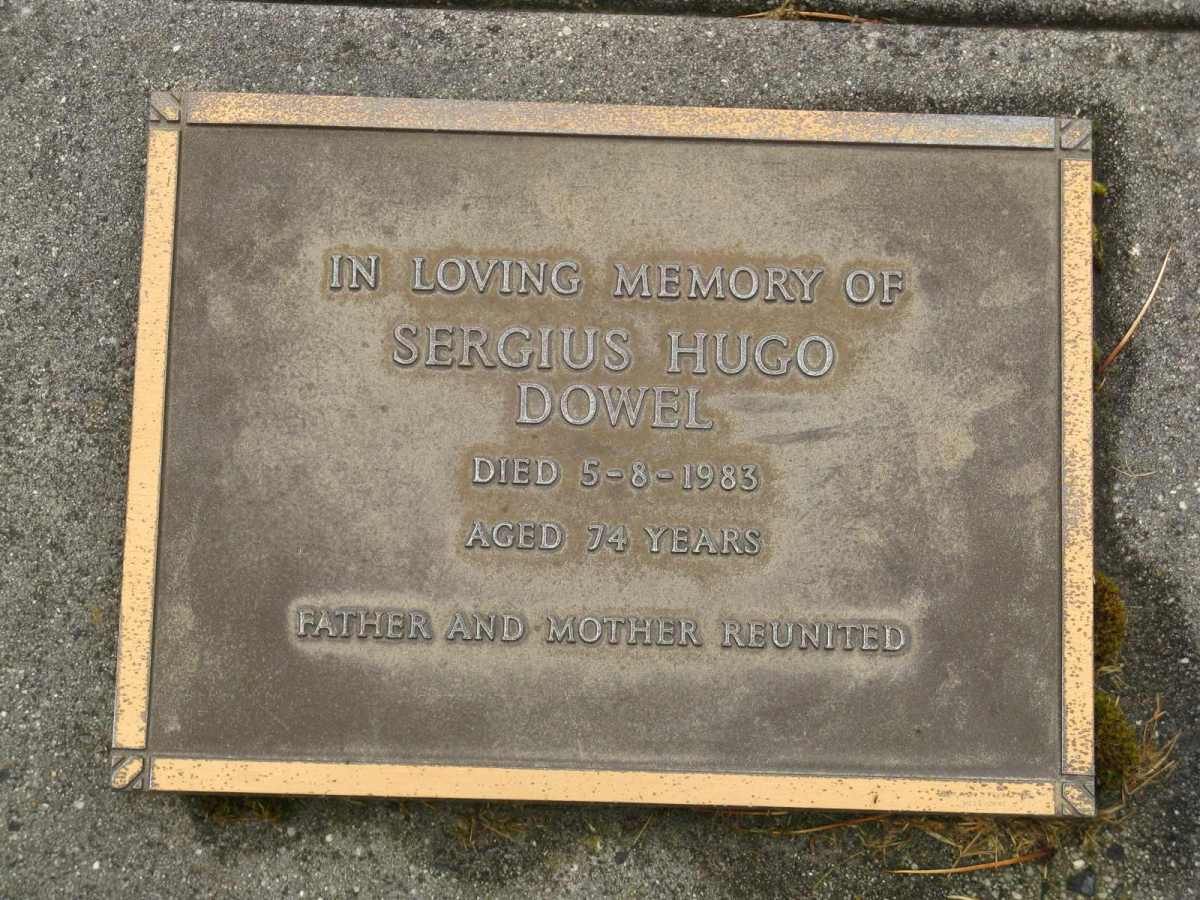 IN LOVING MEMORY OF
SERGIUS HUGO
DOWEL
DIED 5-8-1983
AGED 74 YEARS
FATHER AND MOTHER REUNITED